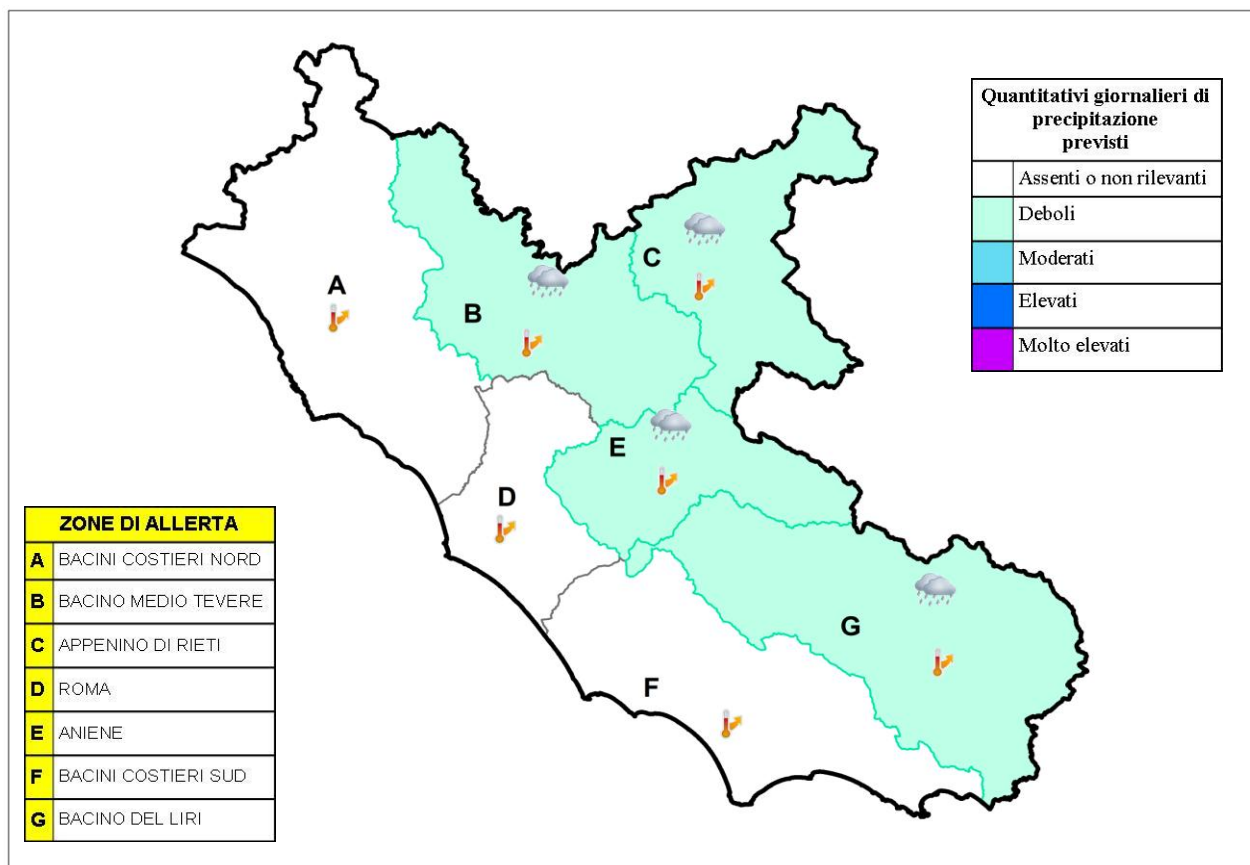 Quantitativi giornalieri di
precipitazione
previsti
Assenti o non rilevanti
Deboli
Moderati
Elevati
Molto elevati
A
B
C
D
E
F
G
ZONE DI ALLERTA
A BACINI COSTIERI NORD
B BACINO MEDIO TEVERE
C APPENINO DI RIETI
D ROMA
E ANIENE
F BACINI COSTIERI SUD
G BACINO DEL LIRI